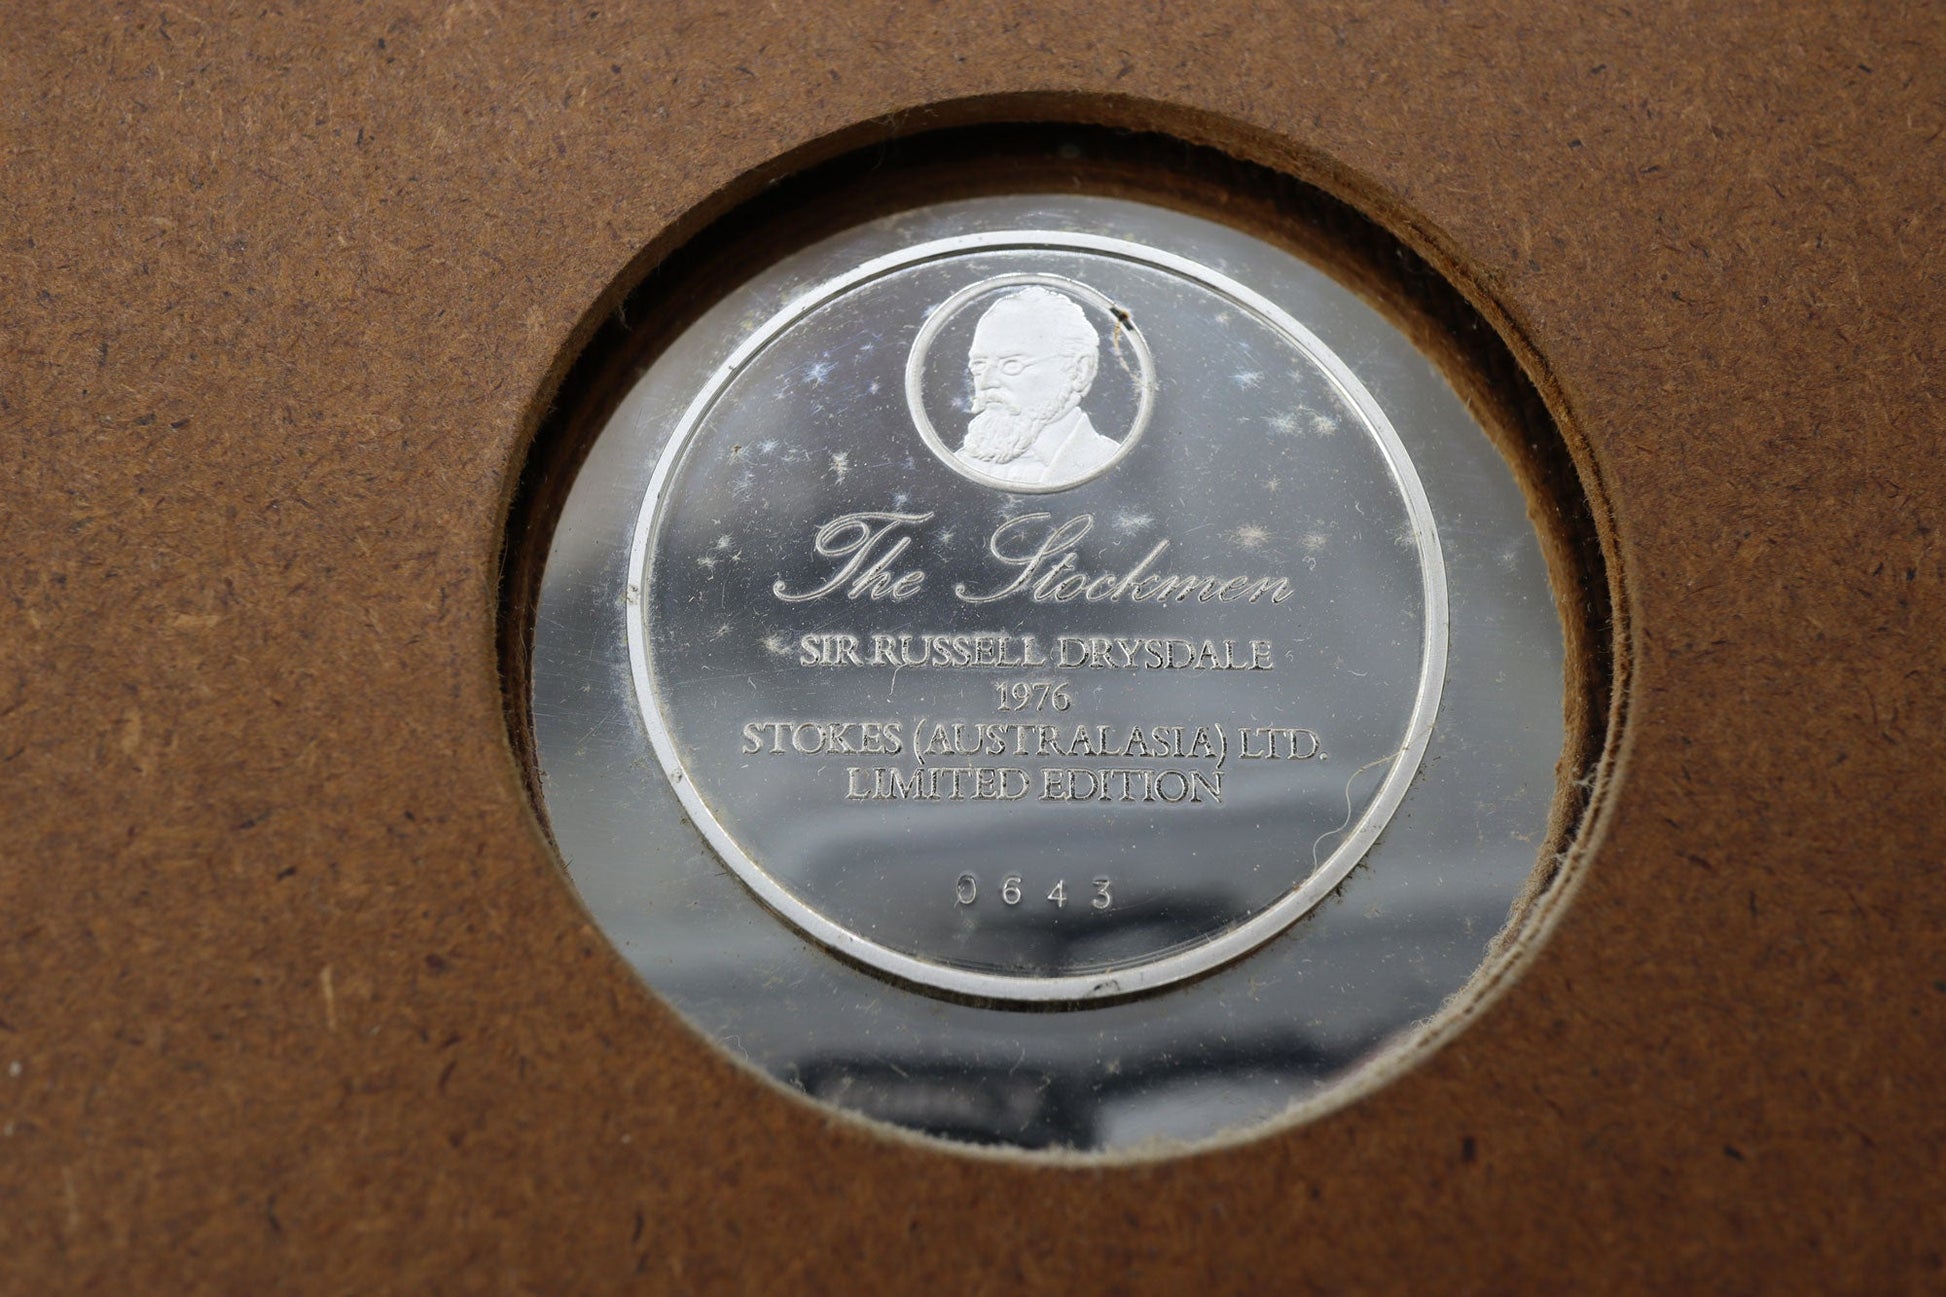 The Stockmen
SIR RUSSELL DRYSDALE
1976
STOKES (AUSTRALASIA) LTD.
LIMITED EDITION
0643